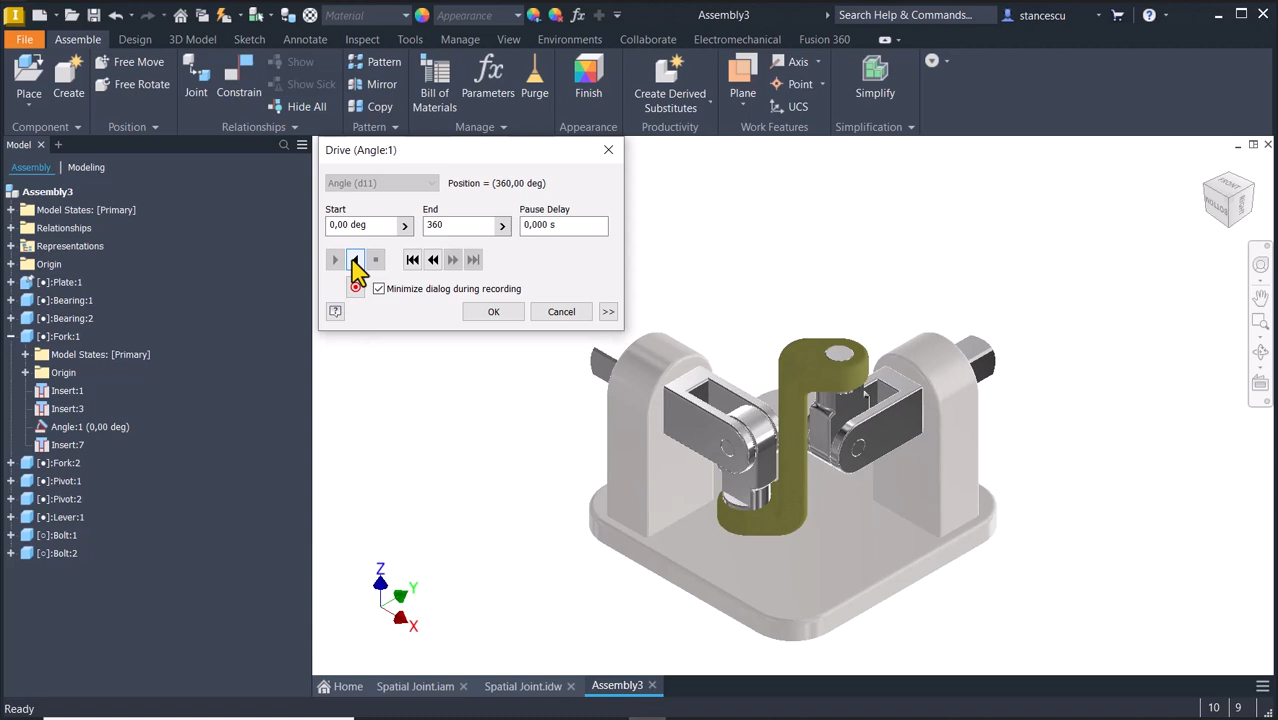 Material
Appearance
Assembly3
Search Help & Commands...
stancescu
File
Assemble
Design
3D Model
Sketch
Annotate
Inspect
Tools
Manage
View
Environments
Collaborate
Electromechanical
Fusion 360
Place
Create
Free Move
Free Rotate
Joint
Constrain
Show
Show Sick
Hide All
Pattern
Mirror
Copy
Bill of Materials
Parameters
Purge
Finish
Create Derived Substitutes
Plane
Axis
Point
UCS
Simplify
Component
Position
Relationships
Pattern
Manage
Appearance
Productivity
Work Features
Simplification
Model
Assembly
Modeling
Assembly3
Model States: [Primary]
Relationships
Representations
Origin
[●]:Plate:1
[●]:Bearing:1
[●]:Bearing:2
[●]:Fork:1
Model States: [Primary]
Origin
Insert:1
Insert:3
Angle:1 (0,00 deg)
Insert:7
[●]:Fork:2
[●]:Pivot:1
[●]:Pivot:2
[●]:Lever:1
[○]:Bolt:1
[○]:Bolt:2
Drive (Angle:1)
Angle (d11)
Position = (360,00 deg)
Start
End
Pause Delay
0,00 deg
360
0,000 s
Minimize dialog during recording
OK
Cancel
>>
FRONT
RIGHT
BOTTOM
Z
Y
X
Home
Spatial Joint.iam
Spatial Joint.idw
Assembly3
Ready
10
9